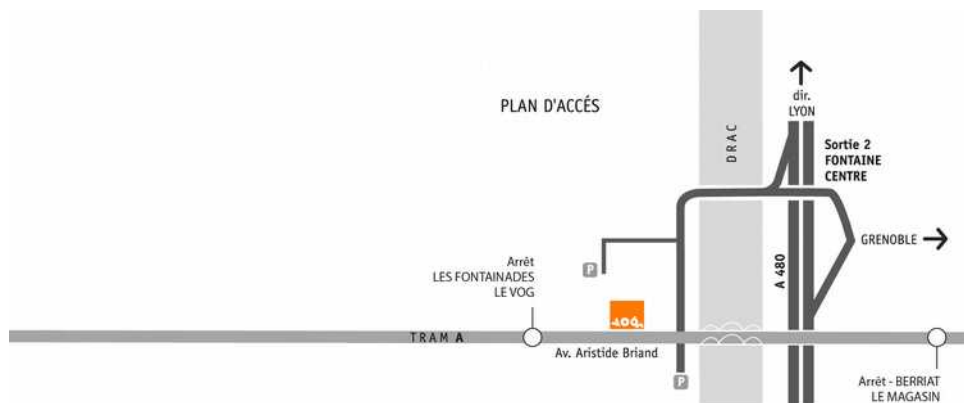 PLAN D'ACCÉS
DRAC
dir.
LYON
Sortie 2
FONTAINE
CENTRE
GRENOBLE
A 480
P
Arrêt
LES FONTAINADES
LE VOG
TRAM A
Av. Aristide Briand
P
Arrêt - BERRIAT
LE MAGASIN